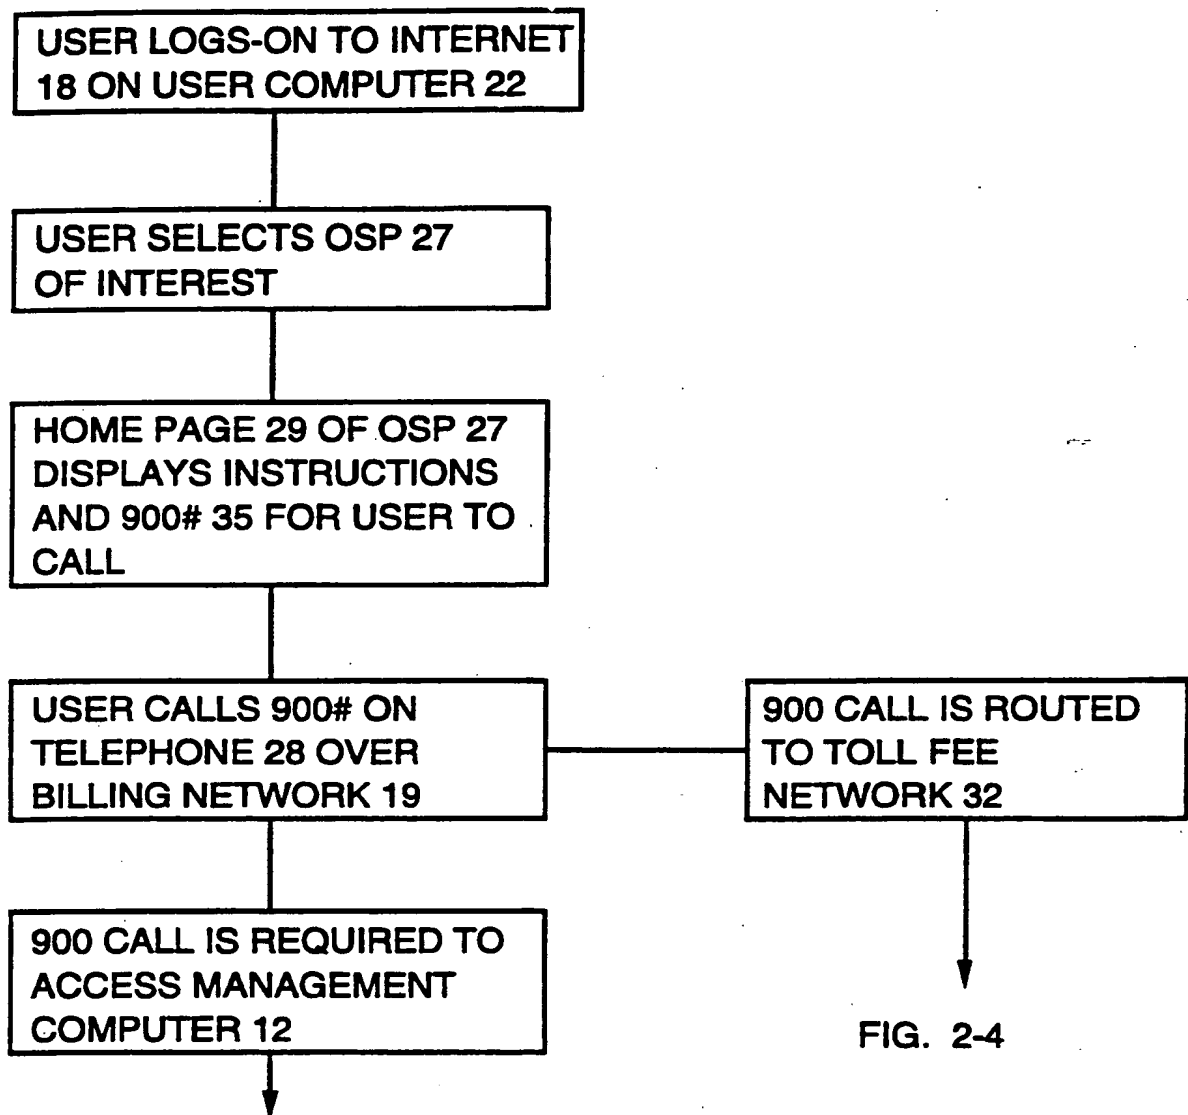 USER LOGS-ON TO INTERNET
18 ON USER COMPUTER 22
USER SELECTS OSP 27
OF INTEREST
HOME PAGE 29 OF OSP 27
DISPLAYS INSTRUCTIONS
AND 900# 35 FOR USER TO
CALL
USER CALLS 900# ON
TELEPHONE 28 OVER
BILLING NETWORK 19
900 CALL IS ROUTED
TO TOLL FEE
NETWORK 32
900 CALL IS REQUIRED TO
ACCESS MANAGEMENT
COMPUTER 12
FIG. 2-4